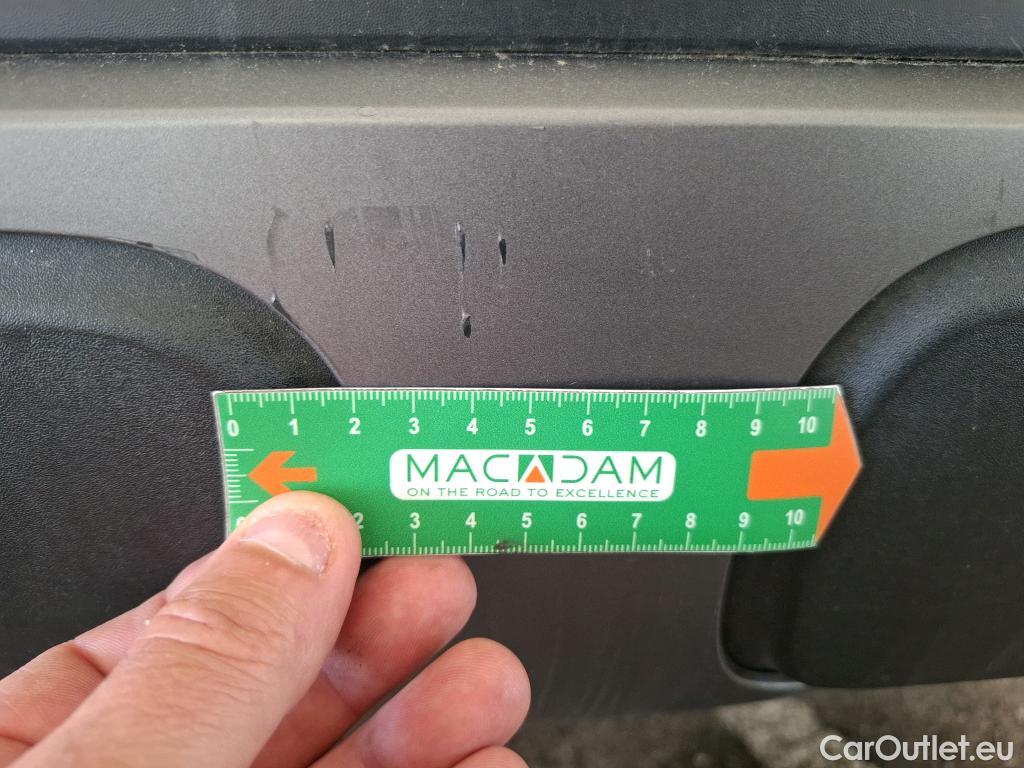 0 1 2 3 4 5 6 7 8 9 10
MACADAM
ON THE ROAD TO EXCELLENCE
2 3 4 5 6 7 8 9 10
CarOutlet.eu